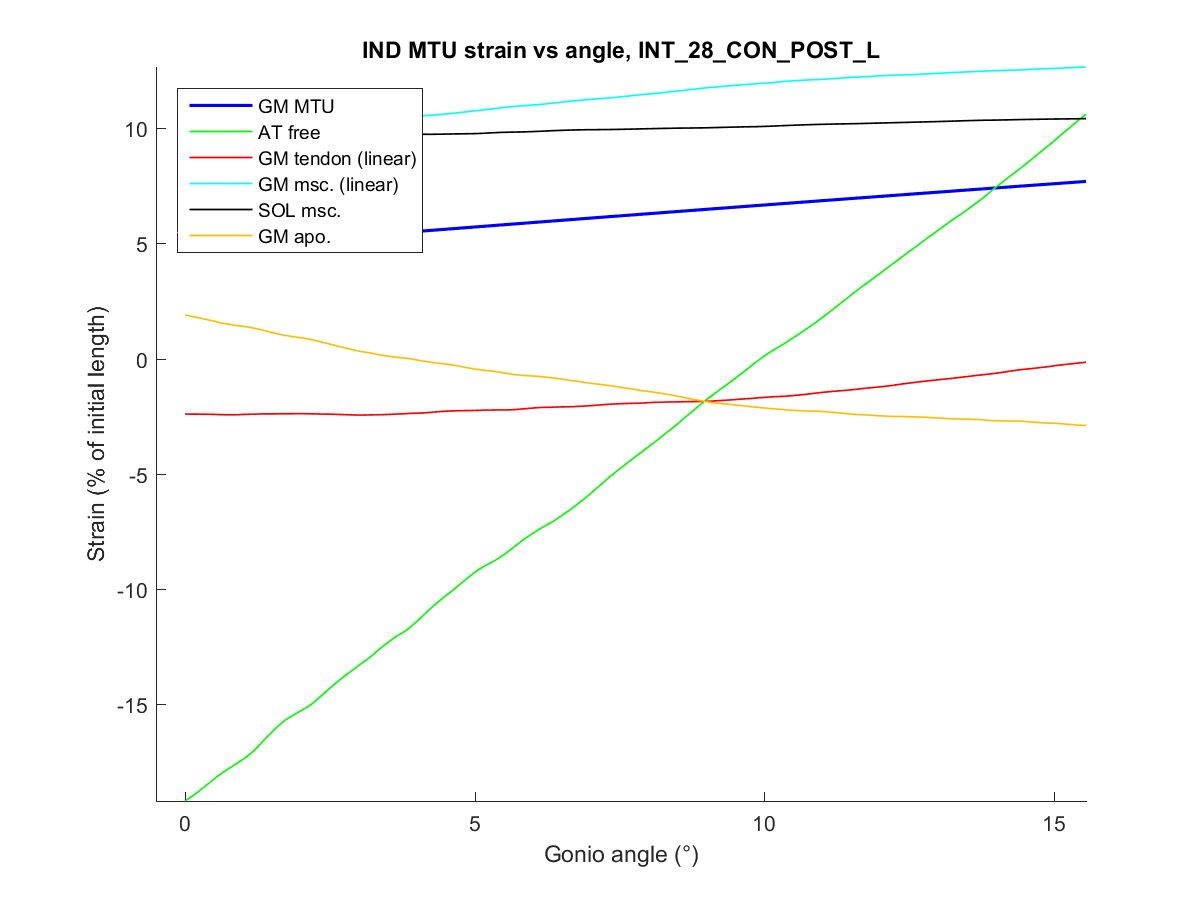 IND MTU strain vs angle, INT_28_CON_POST_L
GM MTU
AT free
GM tendon (linear)
GM msc. (linear)
SOL msc.
GM apo.
10
5
0
-5
-10
-15
Strain (% of initial length)
0
5
10
15
Gonio angle (°)